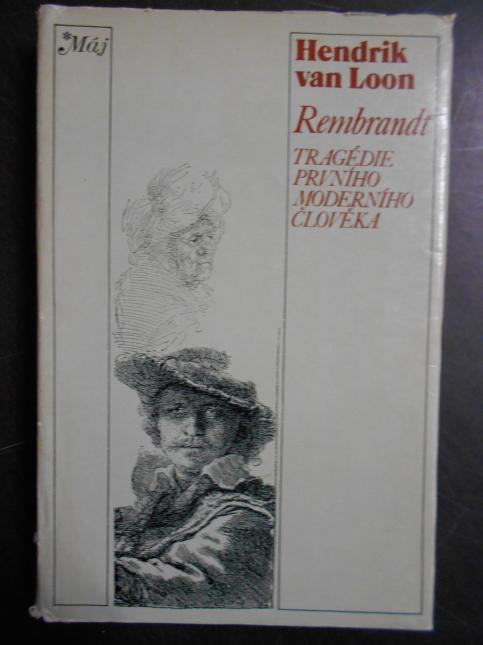 *Máj
Hendrik
van Loon
Rembrandt
TRAGÉDIE
PRVNÍHO
MODERNÍHO
ČLOVĚKA